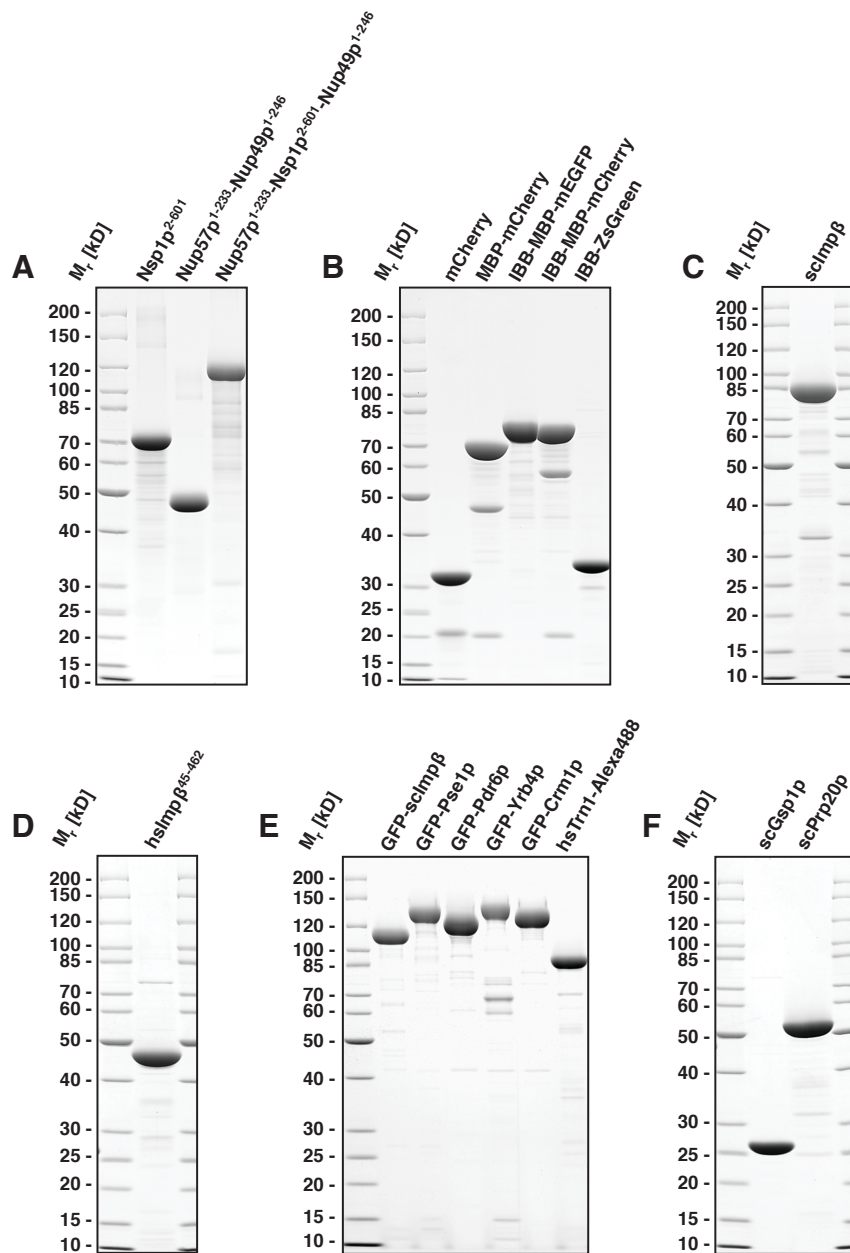 A
Mr [kD]
Nsp1p2-601
Nup57p1-233-Nup49p1-246
Nup57p1-233-Nsp1p2-601-Nup49p1-246
200 -
150 -
120 -
100 -
85 -
70 -
60 -
50 -
40 -
30 -
25 -
20 -
15 -
10 -
B
Mr [kD]
mCherry
MBP-mCherry
IBB-MBP-mEGFP
IBB-MBP-mCherry
IBB-ZsGreen
200 -
150 -
120 -
100 -
85 -
70 -
60 -
50 -
40 -
30 -
25 -
20 -
15 -
10 -
C
Mr [kD]
scImpβ
200 -
150 -
120 -
100 -
85 -
70 -
60 -
50 -
40 -
30 -
25 -
20 -
15 -
10 -
D
Mr [kD]
hsImpβ45-462
200 -
150 -
120 -
100 -
85 -
70 -
60 -
50 -
40 -
30 -
25 -
20 -
15 -
10 -
E
Mr [kD]
GFP-scImpβ
GFP-Pse1p
GFP-Pdr6p
GFP-Yrb4p
GFP-Crm1p
hsTrn1-Alexa488
200 -
150 -
120 -
100 -
85 -
70 -
60 -
50 -
40 -
30 -
25 -
20 -
15 -
10 -
F
Mr [kD]
scGsp1p
scPrp20p
200 -
150 -
120 -
100 -
85 -
70 -
60 -
50 -
40 -
30 -
25 -
20 -
15 -
10 -